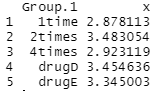 Group.1 x
1 1time 2.878113
2 2times 3.483054
3 4times 2.923119
4 drugD 3.454636
5 drugE 3.345003